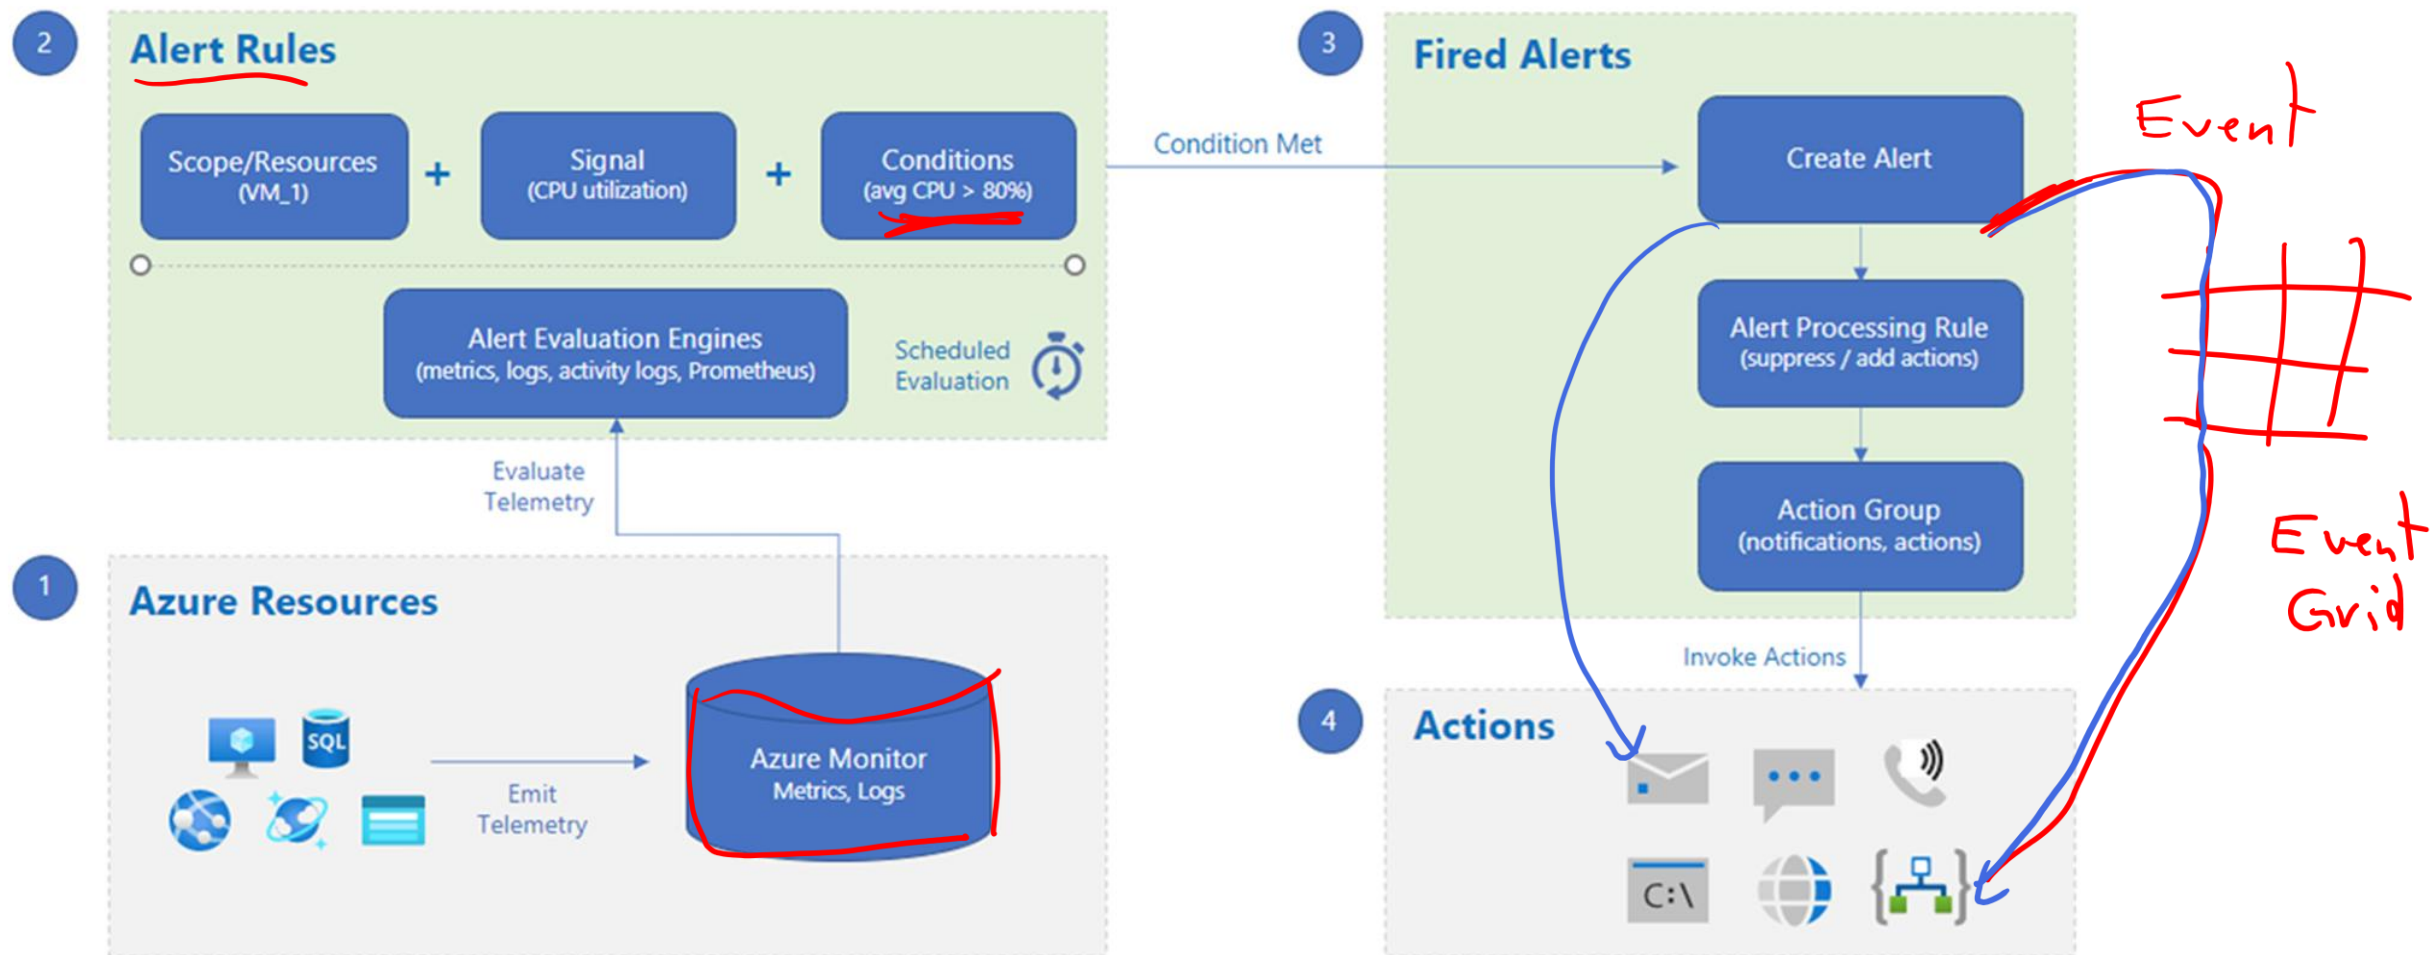 2
Alert Rules
Scope/Resources
(VM_1)
+
Signal
(CPU utilization)
+
Conditions
(avg CPU > 80%)
Alert Evaluation Engines
(metrics, logs, activity logs, Prometheus)
Scheduled
Evaluation
Evaluate
Telemetry
1
Azure Resources
SQL
Emit
Telemetry
Azure Monitor
Metrics, Logs
Condition Met
3
Fired Alerts
Create Alert
Alert Processing Rule
(suppress / add actions)
Action Group
(notifications, actions)
Invoke Actions
4
Actions
C:\
Event
Event
Grid